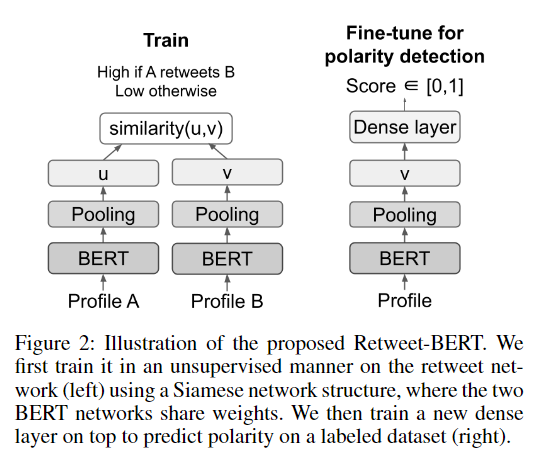 Train
High if A retweets B
Low otherwise
similarity(u,v)
u
v
Pooling
Pooling
BERT
BERT
Profile A
Profile B
Fine-tune for
polarity detection
Score ∈ [0,1]
Dense layer
v
Pooling
BERT
Profile
Figure 2: Illustration of the proposed Retweet-BERT. We
first train it in an unsupervised manner on the retweet net-
work (left) using a Siamese network structure, where the two
BERT networks share weights. We then train a new dense
layer on top to predict polarity on a labeled dataset (right).